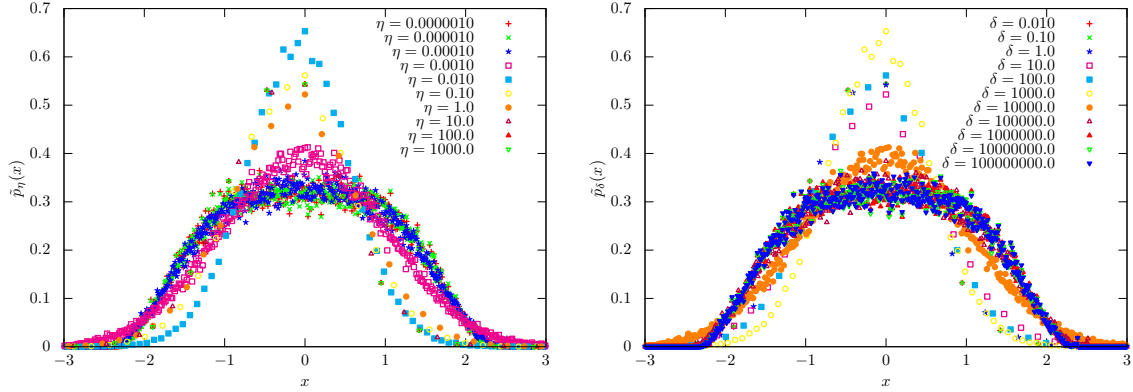 0
0.1
0.2
0.3
0.4
0.5
0.6
0.7
−3 −2 −1 0 1 2 3
p̃η(x)
x
η = 0.0000010
η = 0.000010
η = 0.00010
η = 0.0010
η = 0.010
η = 0.10
η = 1.0
η = 10.0
η = 100.0
η = 1000.0
0
0.1
0.2
0.3
0.4
0.5
0.6
0.7
−3 −2 −1 0 1 2 3
p̃δ(x)
x
δ = 0.010
δ = 0.10
δ = 1.0
δ = 10.0
δ = 100.0
δ = 1000.0
δ = 10000.0
δ = 100000.0
δ = 1000000.0
δ = 10000000.0
δ = 100000000.0